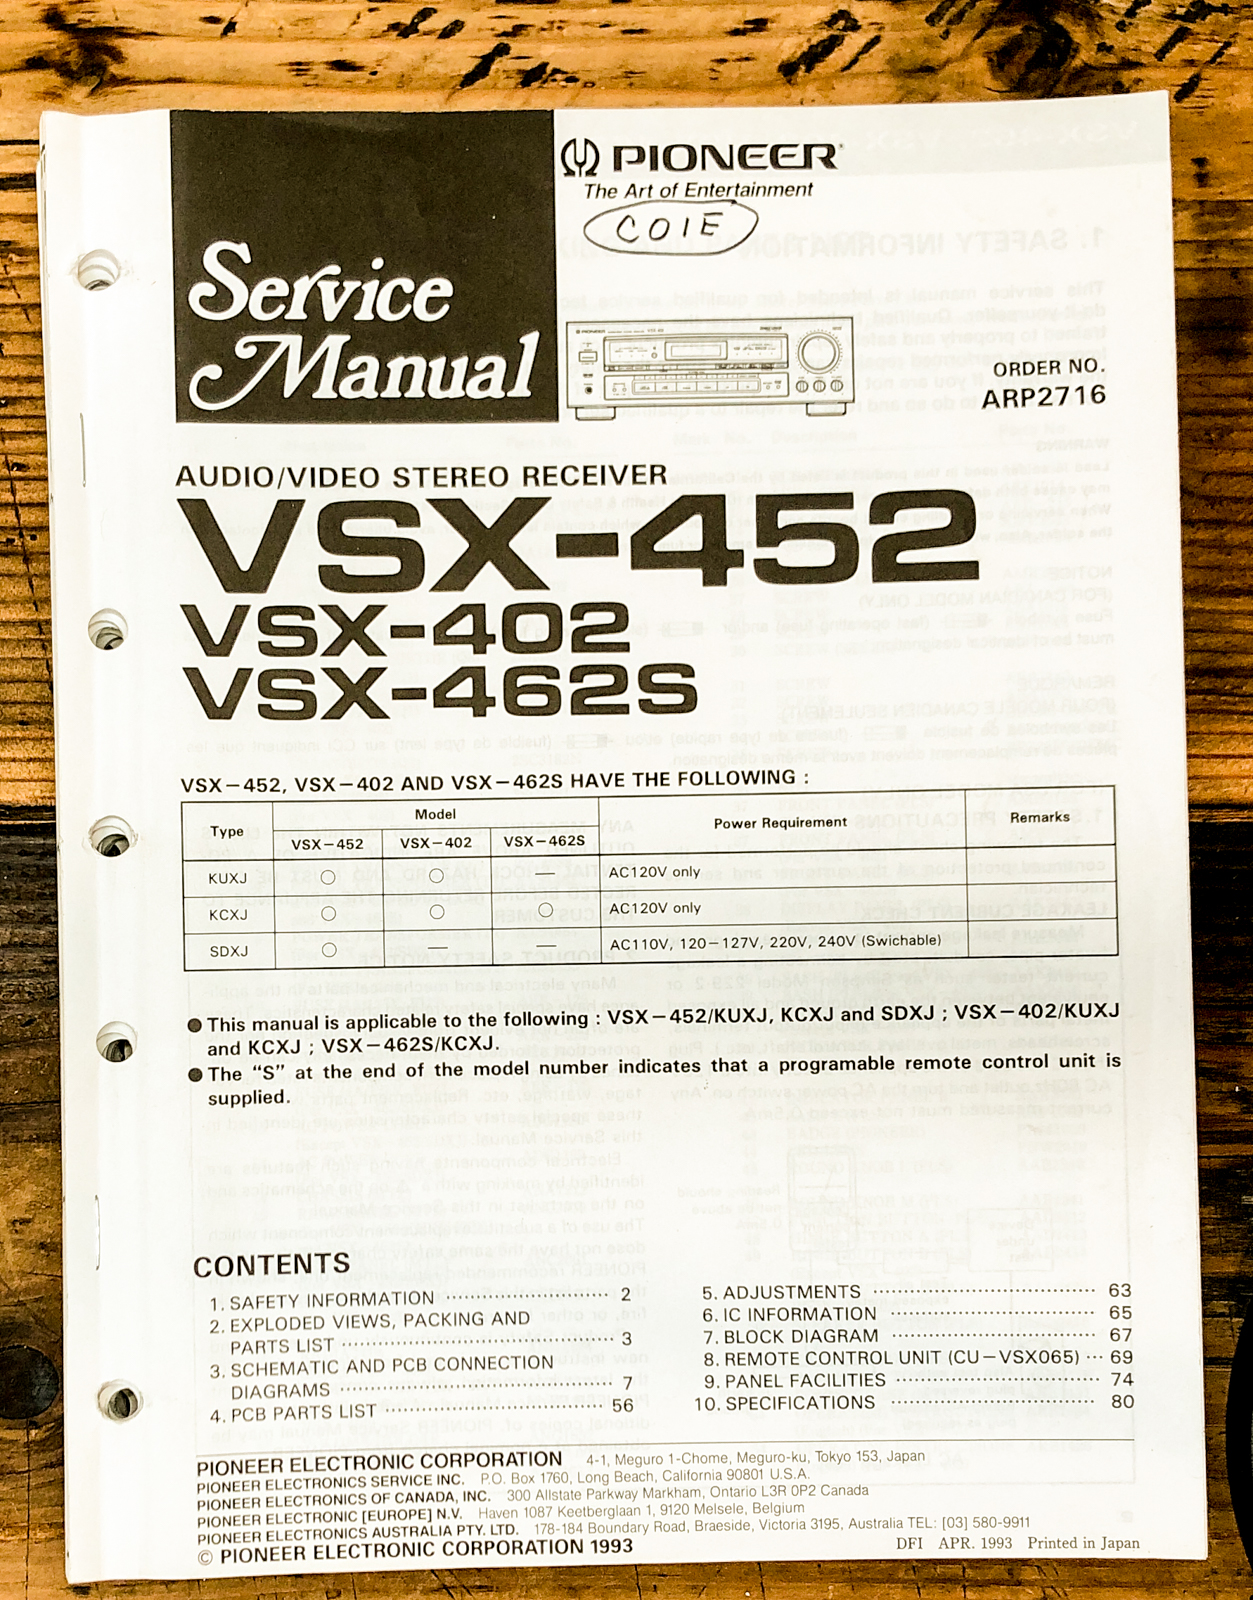 Service
Manual
PIONEER
The Art of Entertainment
COIE
PIONEER
ORDER NO.
ARP2716
AUDIO/VIDEO STEREO RECEIVER
VSX-452
VSX-402
VSX-462S
VSX-452, VSX-402 AND VSX-462S HAVE THE FOLLOWING :
Type Model Power Requirement Remarks
VSX-452 VSX-402 VSX-462S
KUXJ ○ ○ — AC120V only
KCXJ ○ ○ ○ AC120V only
SDXJ ○ — — AC110V, 120-127V, 220V, 240V (Swichable)
● This manual is applicable to the following : VSX-452/KUXJ, KCXJ and SDXJ ; VSX-402/KUXJ
and KCXJ ; VSX-462S/KCXJ.
● The “S” at the end of the model number indicates that a programable remote control unit is
supplied.
CONTENTS
1. SAFETY INFORMATION ······ 2
2. EXPLODED VIEWS, PACKING AND
PARTS LIST ······ 3
3. SCHEMATIC AND PCB CONNECTION
DIAGRAMS ······ 7
4. PCB PARTS LIST ······ 56
5. ADJUSTMENTS ······ 63
6. IC INFORMATION ······ 65
7. BLOCK DIAGRAM ······ 67
8. REMOTE CONTROL UNIT (CU-VSX065) ··· 69
9. PANEL FACILITIES ······ 74
10. SPECIFICATIONS ······ 80
PIONEER ELECTRONIC CORPORATION 4-1, Meguro 1-Chome, Meguro-ku, Tokyo 153, Japan
PIONEER ELECTRONICS SERVICE INC. P.O. Box 1760, Long Beach, California 90801 U.S.A.
PIONEER ELECTRONICS OF CANADA, INC. 300 Allstate Parkway Markham, Ontario L3R 0P2 Canada
PIONEER ELECTRONIC [EUROPE] N.V. Haven 1087 Keetberglaan 1, 9120 Melsele, Belgium
PIONEER ELECTRONICS AUSTRALIA PTY. LTD. 178-184 Boundary Road, Braeside, Victoria 3195, Australia TEL: [03] 580-9911
© PIONEER ELECTRONIC CORPORATION 1993
DFI APR. 1993 Printed in Japan